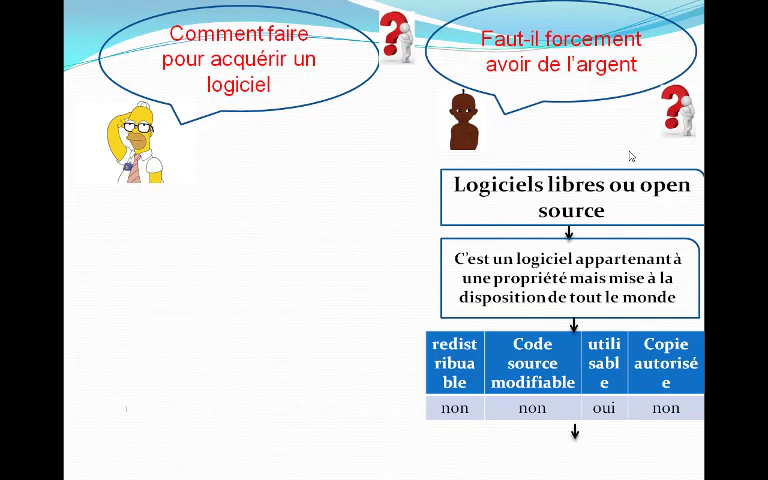 Comment faire
pour acquérir un
logiciel
Faut-il forcement
avoir de l'argent
Logiciels libres ou open
source
C'est un logiciel appartenant à
une propriété mais mise à la
disposition de tout le monde
redist
ribua
ble
Code
source
modifiable
utili
sabl
e
Copie
autorisé
e
non
non
oui
non